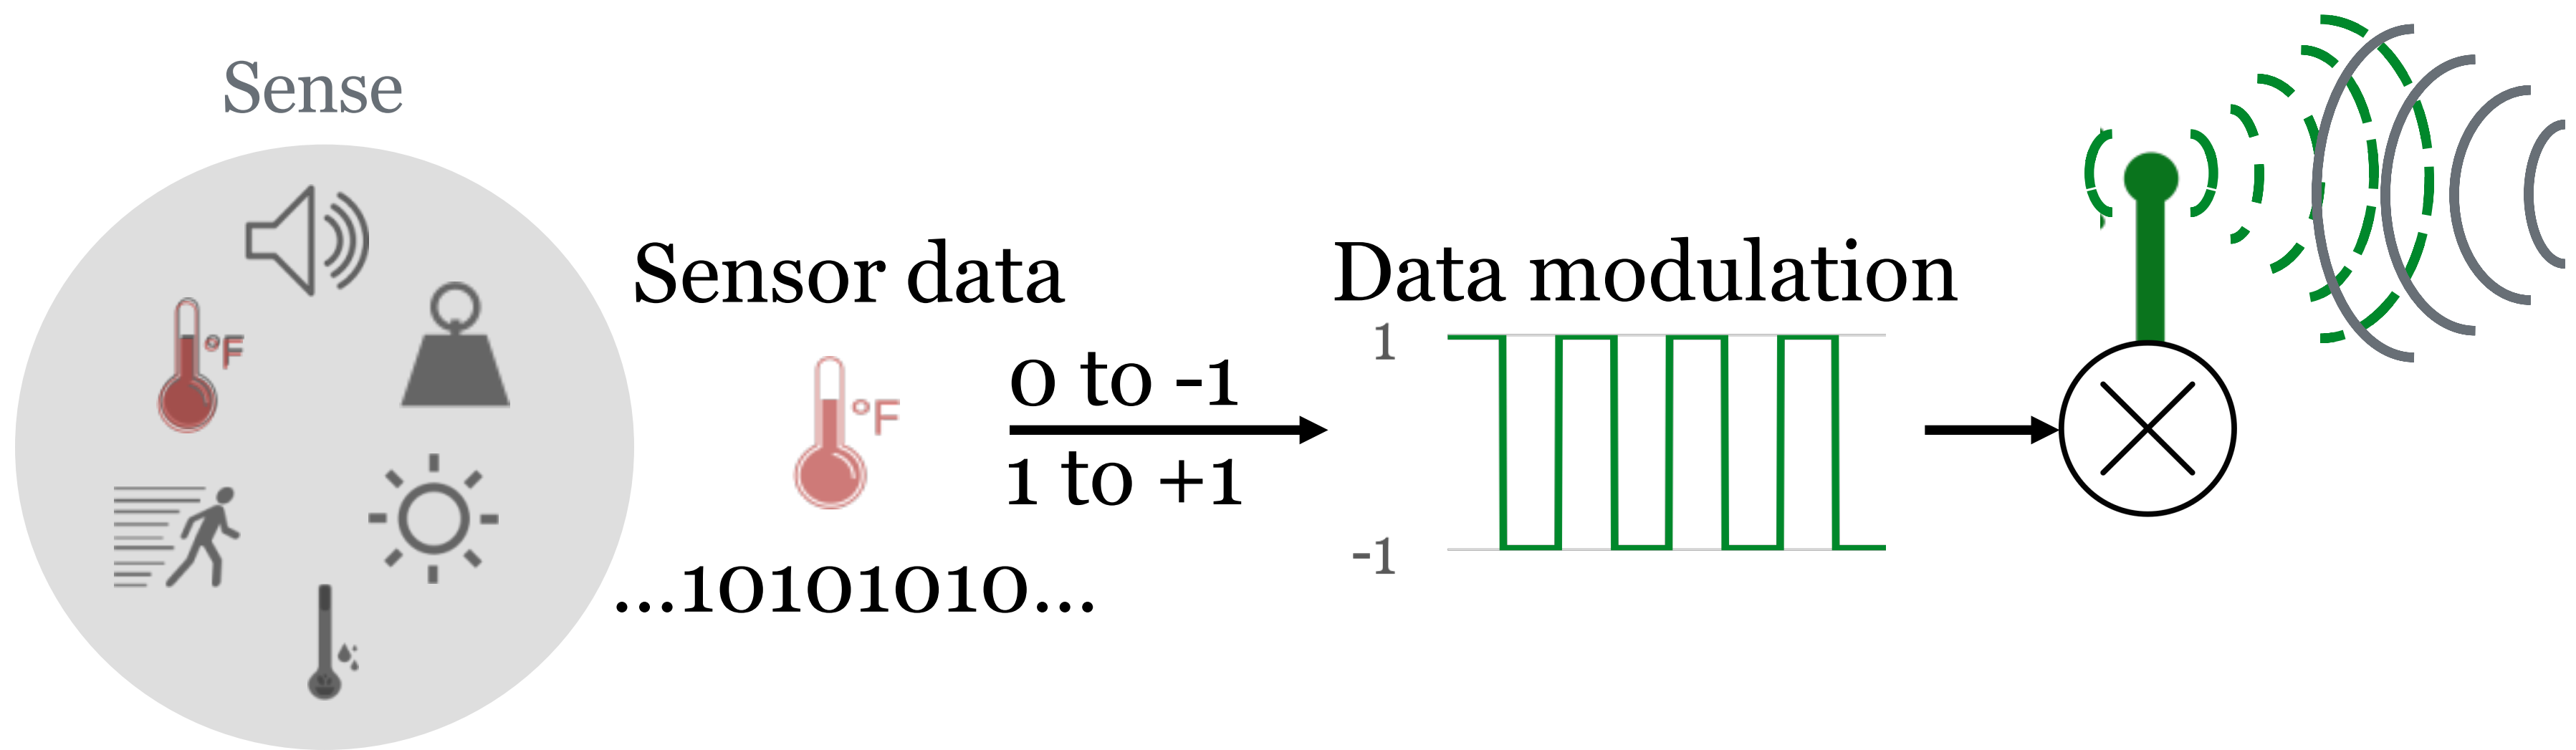 Sense
°F
Sensor data
°F
0 to -1
1 to +1
...10101010...
Data modulation
1
-1